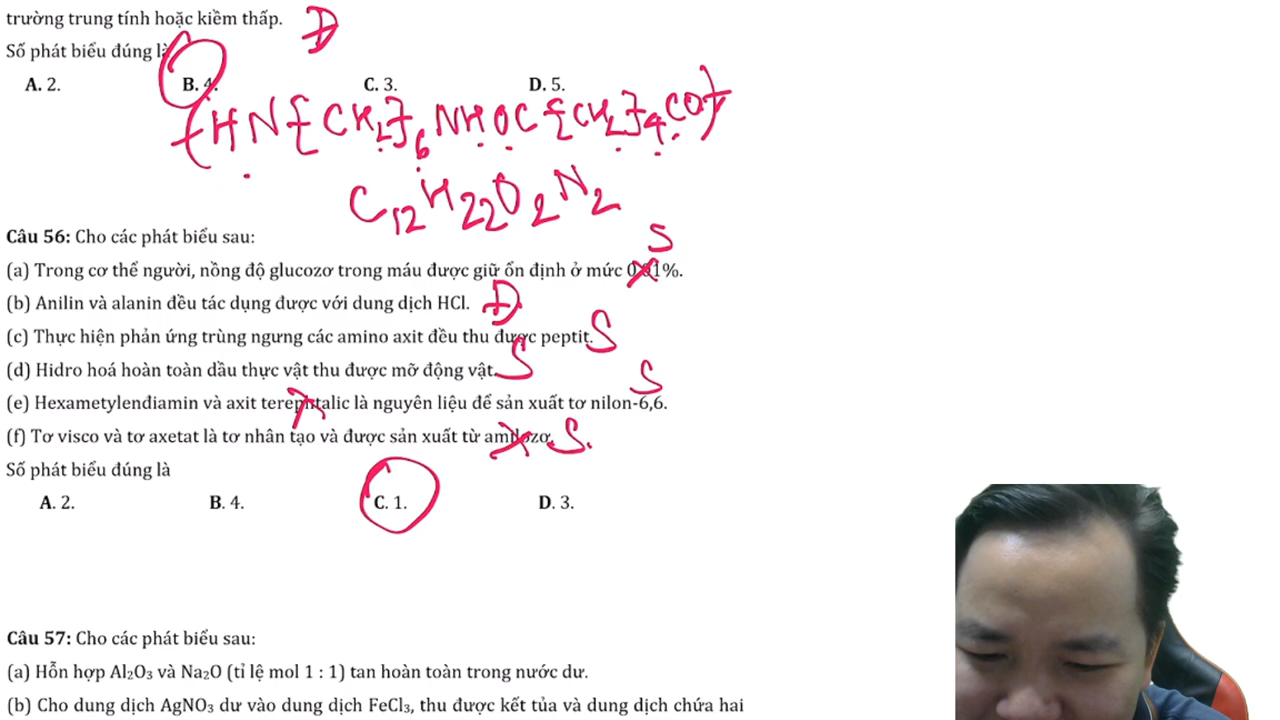 trường trung tính hoặc kiềm thấp. Đ
Số phát biểu đúng là
A. 2. B. 4. C. 3. D. 5.
(HN[CH2]6NHOC[CH2]4CO)
C12H22O2N2
Câu 56: Cho các phát biểu sau:
(a) Trong cơ thể người, nồng độ glucozơ trong máu được giữ ổn định ở mức 0,01%. S
(b) Anilin và alanin đều tác dụng được với dung dịch HCl. Đ
(c) Thực hiện phản ứng trùng ngưng các amino axit đều thu được peptit. S
(d) Hidro hoá hoàn toàn dầu thực vật thu được mỡ động vật. S
(e) Hexametylenđiamin và axit terephtalic là nguyên liệu để sản xuất tơ nilon-6,6. S
(f) Tơ visco và tơ axetat là tơ nhân tạo và được sản xuất từ amilozơ. S.
Số phát biểu đúng là
A. 2. B. 4. C. 1. D. 3.
Câu 57: Cho các phát biểu sau:
(a) Hỗn hợp Al2O3 và Na2O (tỉ lệ mol 1 : 1) tan hoàn toàn trong nước dư.
(b) Cho dung dịch AgNO3 dư vào dung dịch FeCl3, thu được kết tủa và dung dịch chứa hai